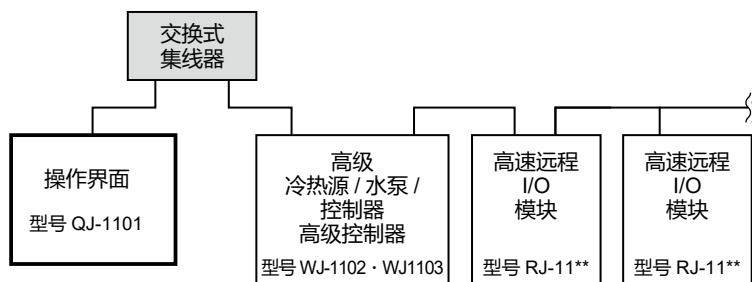 交换式
集线器
操作界面
型号 QJ-1101
高级
冷热源 / 水泵 /
控制器
高级控制器
型号 WJ-1102・WJ1103
高速远程
I/O
模块
型号 RJ-11**
高速远程
I/O
模块
型号 RJ-11**